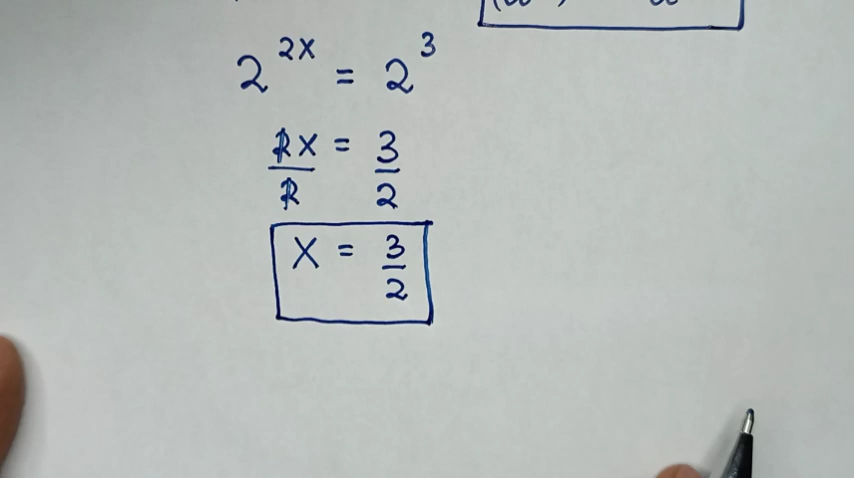 2^{2X} = 2^3
2X/2 = 3/2
X = 3/2